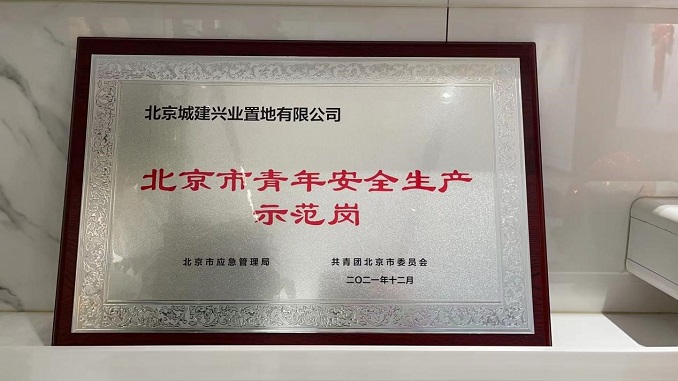 北京城建兴业置地有限公司
北京市青年安全生产
示范岗
北京市应急管理局 共青团北京市委员会
二〇二一年十二月